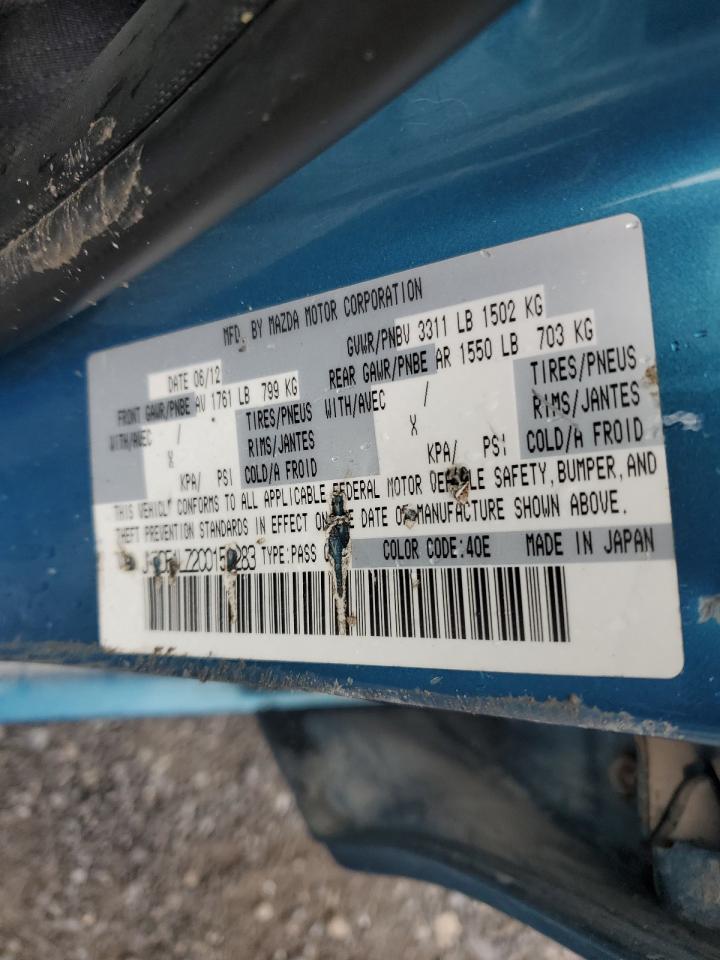 MFD. BY MAZDA MOTOR CORPORATION
DATE 06/12
GVWR/PNBV 3311 LB 1502 KG
FRONT GAWR/PNBE AV 1761 LB 799 KG
REAR GAWR/PNBE AR 1550 LB 703 KG
WITH/AVEC / TIRES/PNEUS
WITH/AVEC / TIRES/PNEUS
X RIMS/JANTES
X RIMS/JANTES
KPA/ PSI COLD/A FROID
KPA/ PSI COLD/A FROID
THIS VEHICLE CONFORMS TO ALL APPLICABLE FEDERAL MOTOR SAFETY, BUMPER, AND
THEFT PREVENTION STANDARDS IN EFFECT ON DATE OF MANUFACTURE SHOWN ABOVE.
TYPE:PASS COLOR CODE:40E MADE IN JAPAN